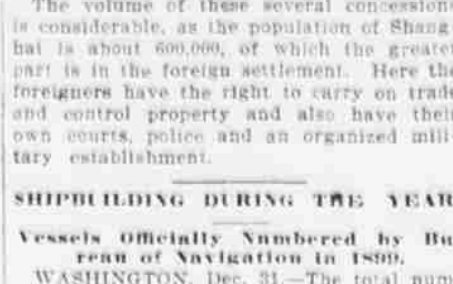 The volume of these several concessions
is considerable, as the population of Shang-
hai is about 600,000, of which the greater
part is in the foreign settlement. Here the
foreigners have the right to carry on trade
and control property and also have their
own courts, police and an organized mili-
tary establishment.
SHIPBUILDING DURING THE YEAR
Vessels Officially Numbered by Bu-
reau of Navigation in 1899.
WASHINGTON, Dec. 31.—The total num-